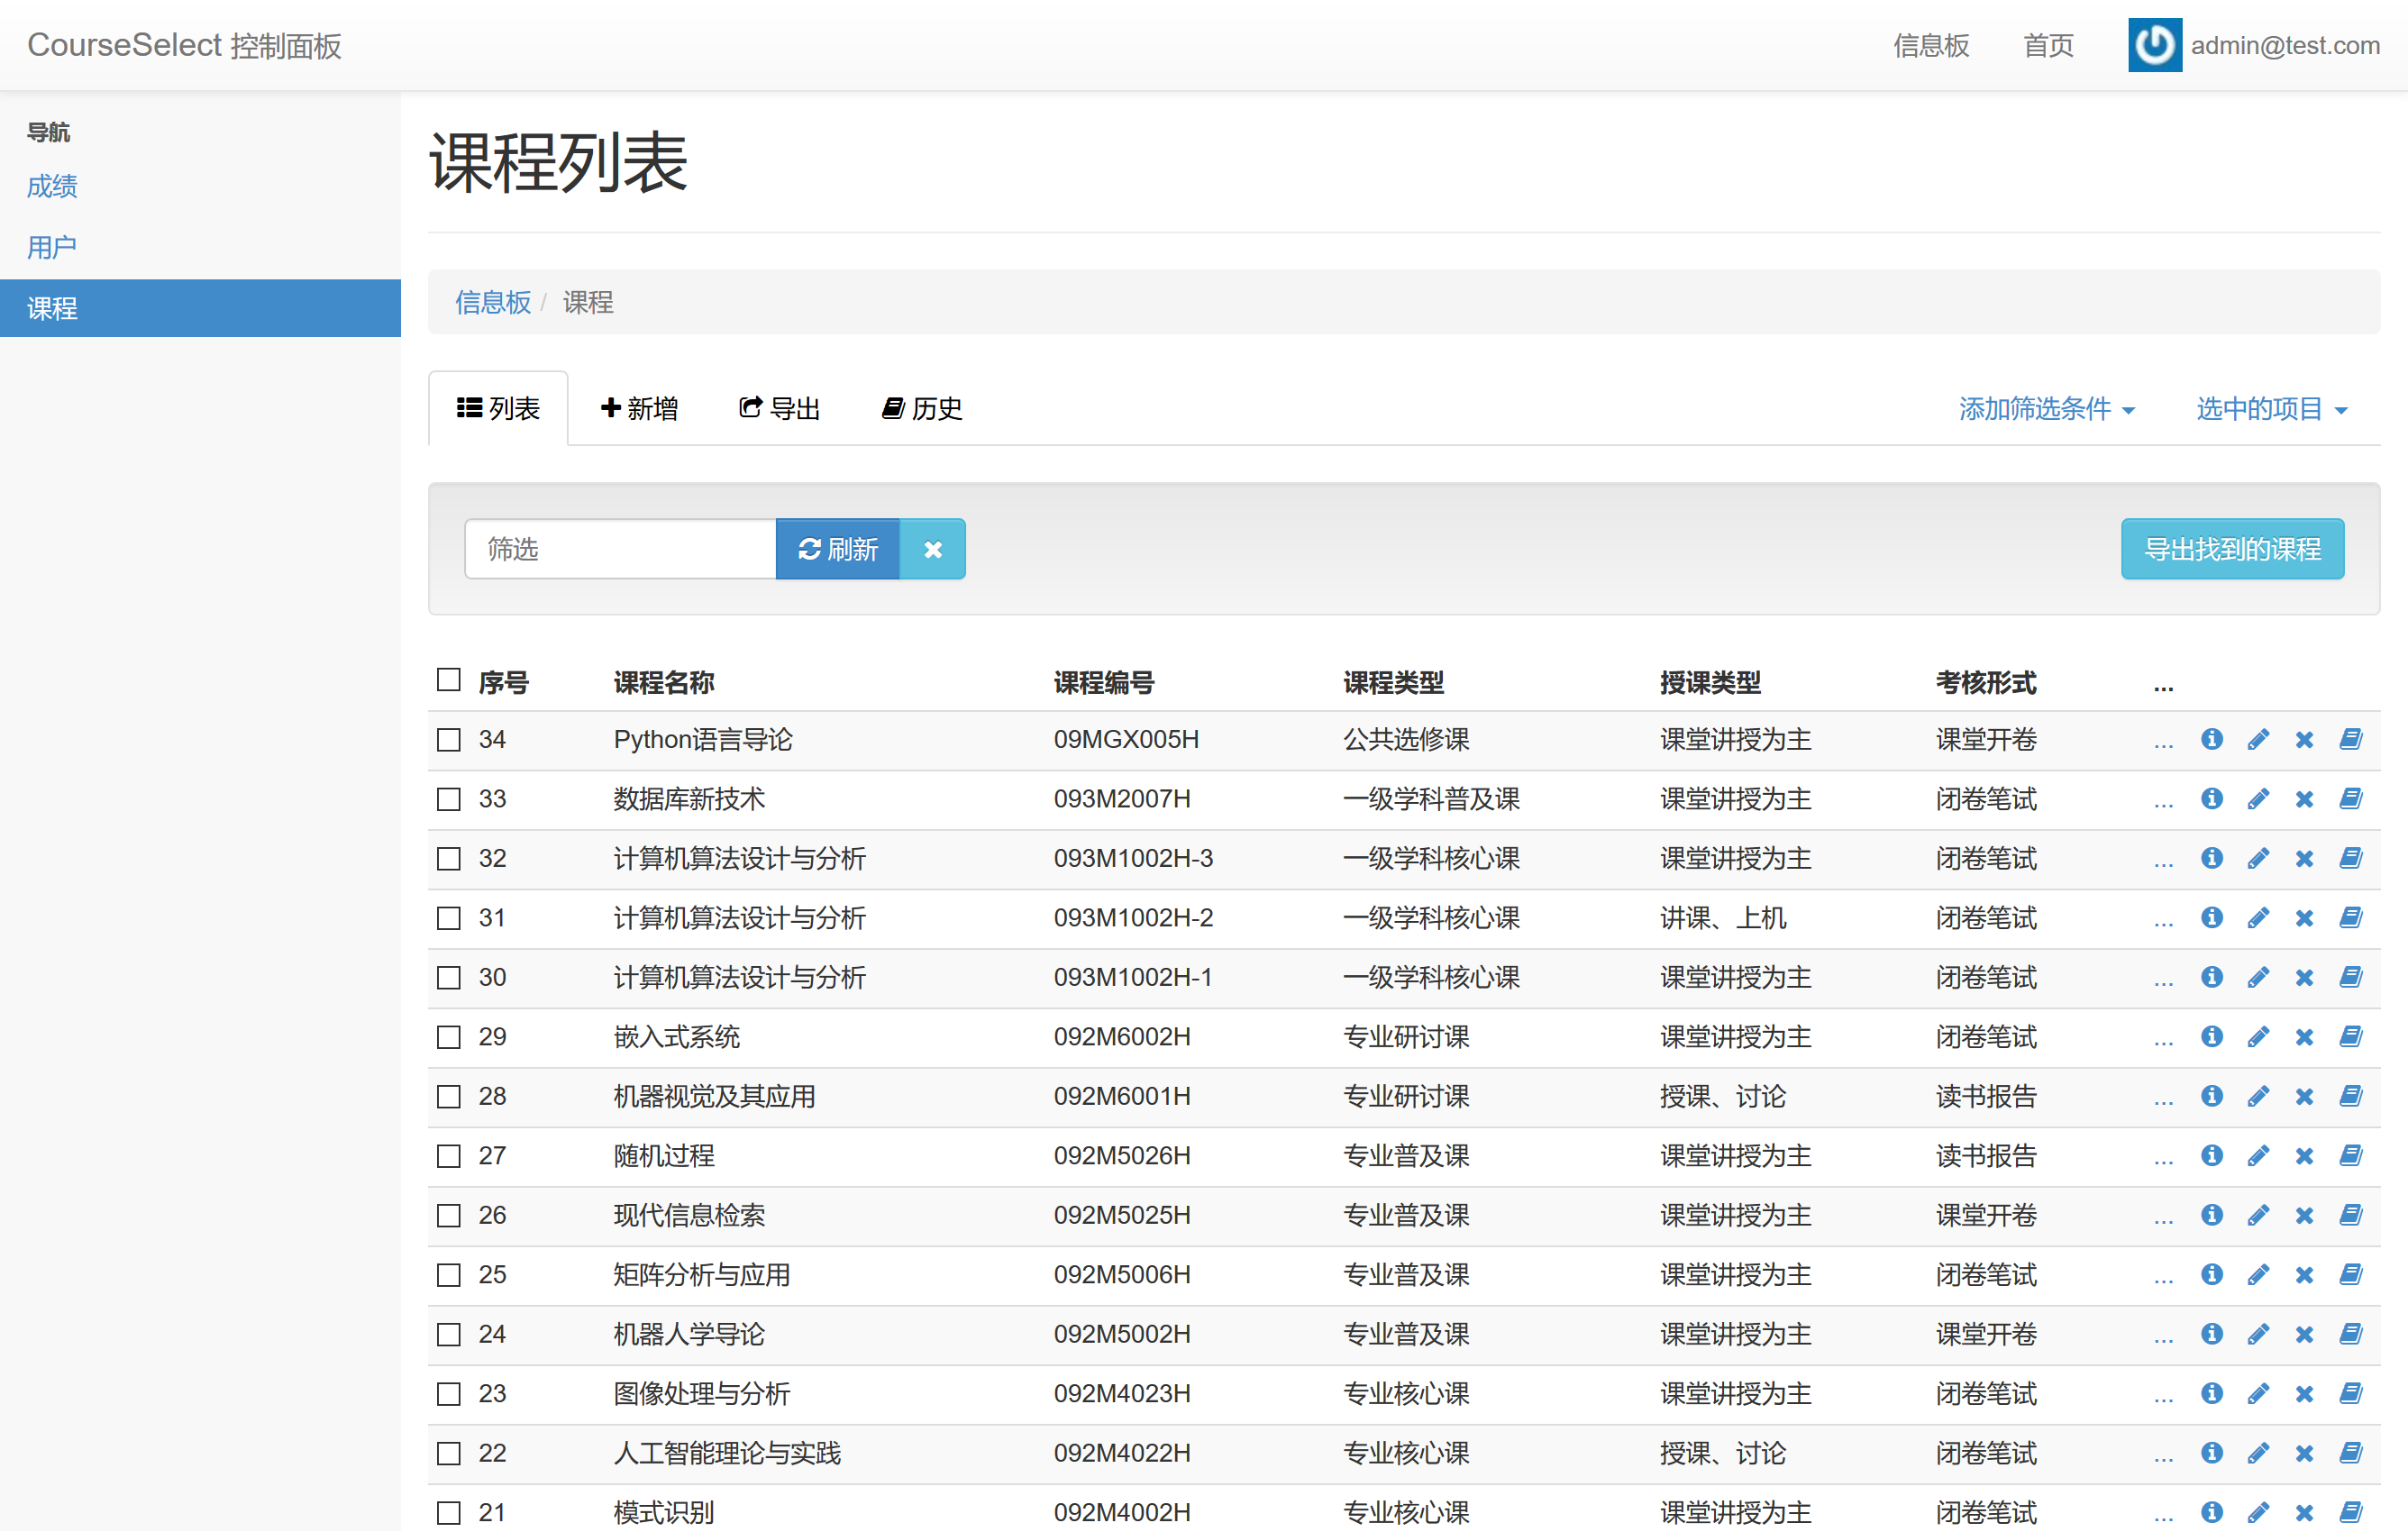 CourseSelect 控制面板 信息板 首页 admin@test.com
导航
成绩
用户
课程
课程列表
信息板 / 课程
列表 新增 导出 历史 添加筛选条件 选中的项目
筛选 刷新 导出找到的课程
序号 课程名称 课程编号 课程类型 授课类型 考核形式 ...
34 Python语言导论 09MGX005H 公共选修课 课堂讲授为主 课堂开卷 ...
33 数据库新技术 093M2007H 一级学科普及课 课堂讲授为主 闭卷笔试 ...
32 计算机算法设计与分析 093M1002H-3 一级学科核心课 课堂讲授为主 闭卷笔试 ...
31 计算机算法设计与分析 093M1002H-2 一级学科核心课 讲课、上机 闭卷笔试 ...
30 计算机算法设计与分析 093M1002H-1 一级学科核心课 课堂讲授为主 闭卷笔试 ...
29 嵌入式系统 092M6002H 专业研讨课 课堂讲授为主 闭卷笔试 ...
28 机器视觉及其应用 092M6001H 专业研讨课 授课、讨论 读书报告 ...
27 随机过程 092M5026H 专业普及课 课堂讲授为主 读书报告 ...
26 现代信息检索 092M5025H 专业普及课 课堂讲授为主 课堂开卷 ...
25 矩阵分析与应用 092M5006H 专业普及课 课堂讲授为主 闭卷笔试 ...
24 机器人学导论 092M5002H 专业普及课 课堂讲授为主 课堂开卷 ...
23 图像处理与分析 092M4023H 专业核心课 课堂讲授为主 闭卷笔试 ...
22 人工智能理论与实践 092M4022H 专业核心课 授课、讨论 闭卷笔试 ...
21 模式识别 092M4002H 专业核心课 课堂讲授为主 闭卷笔试 ...